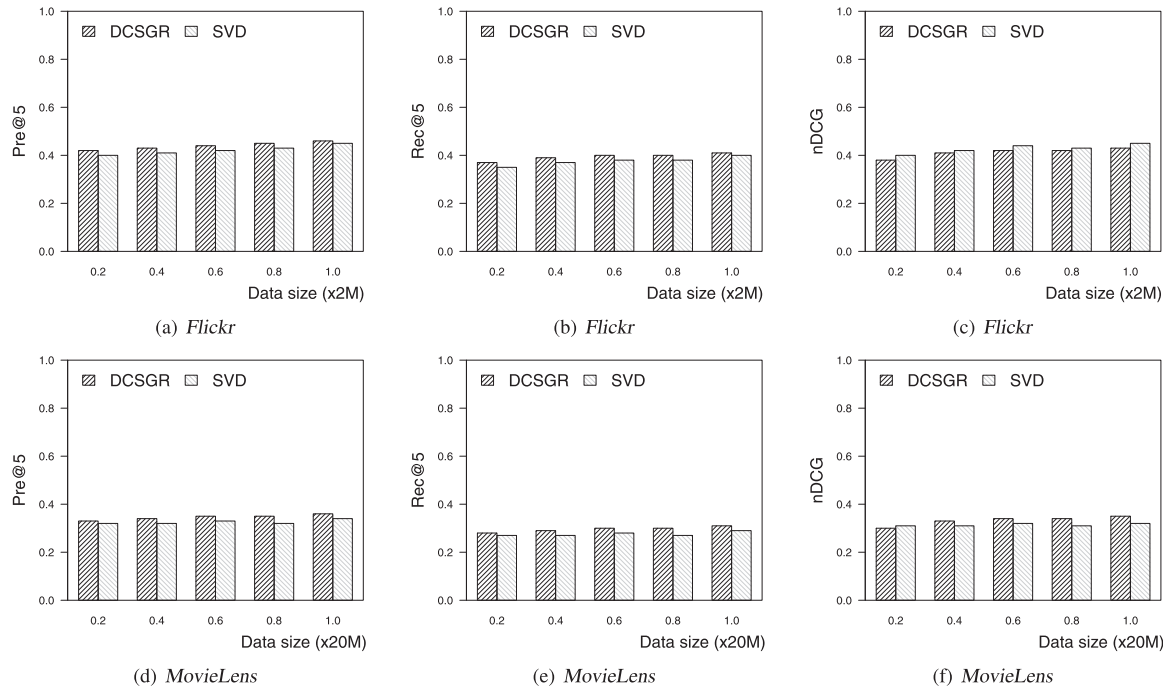 1.0
DCSGR SVD
0.8
0.6
Pre@5
0.4
0.2
0.0
0.2 0.4 0.6 0.8 1.0
Data size (x2M)
(a) Flickr
1.0
DCSGR SVD
0.8
0.6
Rec@5
0.4
0.2
0.0
0.2 0.4 0.6 0.8 1.0
Data size (x2M)
(b) Flickr
1.0
DCSGR SVD
0.8
0.6
nDCG
0.4
0.2
0.0
0.2 0.4 0.6 0.8 1.0
Data size (x2M)
(c) Flickr
1.0
DCSGR SVD
0.8
0.6
Pre@5
0.4
0.2
0.0
0.2 0.4 0.6 0.8 1.0
Data size (x20M)
(d) MovieLens
1.0
DCSGR SVD
0.8
0.6
Rec@5
0.4
0.2
0.0
0.2 0.4 0.6 0.8 1.0
Data size (x20M)
(e) MovieLens
1.0
DCSGR SVD
0.8
0.6
nDCG
0.4
0.2
0.0
0.2 0.4 0.6 0.8 1.0
Data size (x20M)
(f) MovieLens